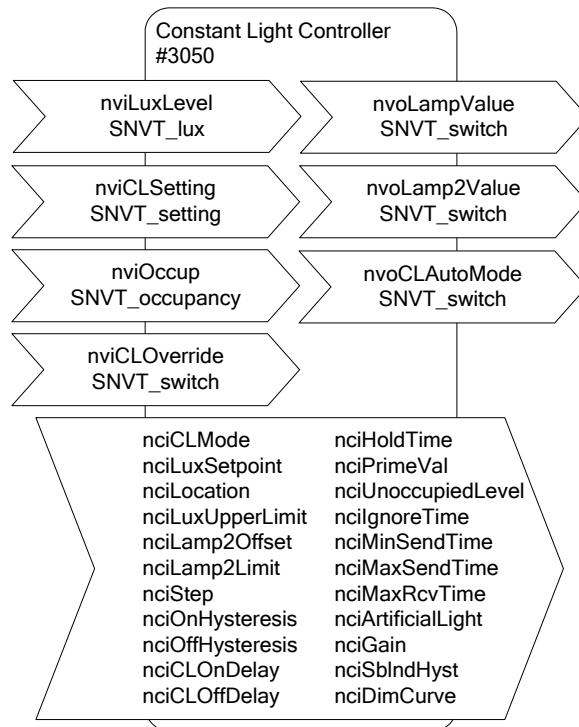 Constant Light Controller
#3050
nviLuxLevel
SNVT_lux
nvoLampValue
SNVT_switch
nviCLSetting
SNVT_setting
nvoLamp2Value
SNVT_switch
nviOccup
SNVT_occupancy
nvoCLAutoMode
SNVT_switch
nviCLOverride
SNVT_switch
nciCLMode
nciLuxSetpoint
nciLocation
nciLuxUpperLimit
nciLamp2Offset
nciLamp2Limit
nciStep
nciOnHysteresis
nciOffHysteresis
nciCLOnDelay
nciCLOffDelay
nciHoldTime
nciPrimeVal
nciUnoccupiedLevel
nciIgnoreTime
nciMinSendTime
nciMaxSendTime
nciMaxRcvTime
nciArtificialLight
nciGain
nciSblndHyst
nciDimCurve